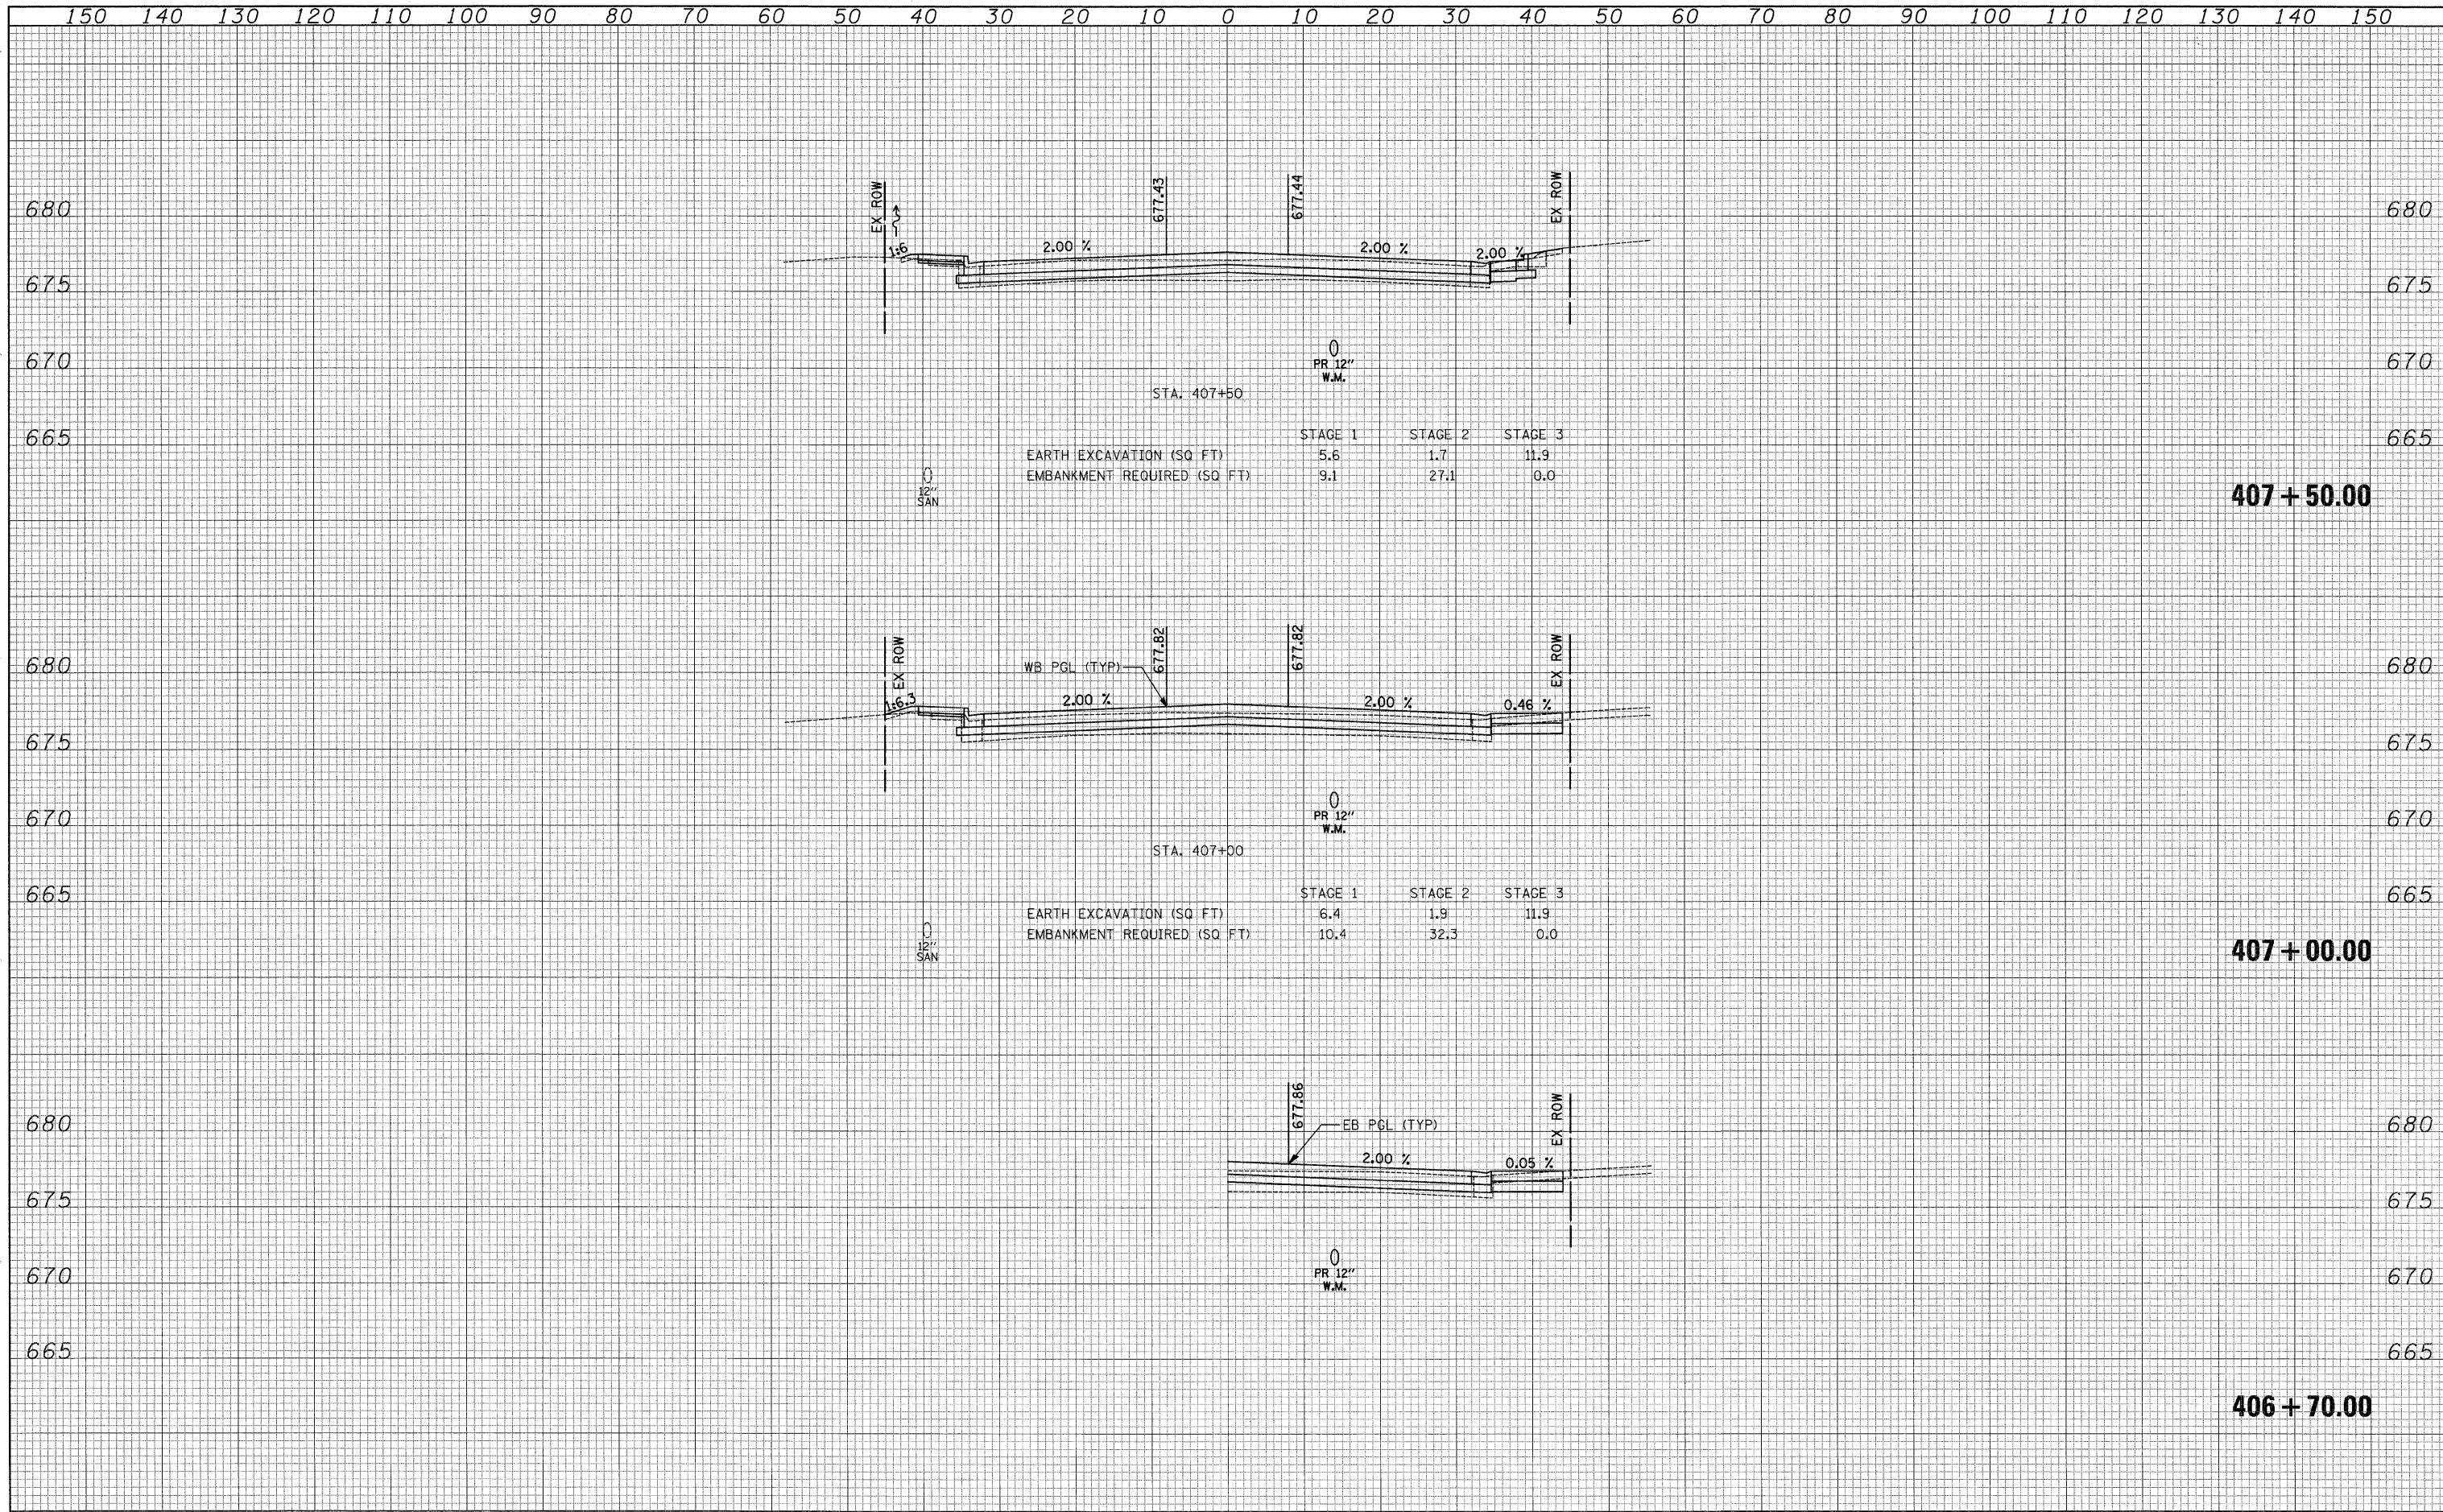 150 140 130 120 110 100 90 80 70 60 50 40 30 20 10 0 10 20 30 40 50 60 70 80 90 100 110 120 130 140 150
EX ROW
677.43
677.44
EX ROW
680
680
1:6
2.00 %
2.00 %
2.00 %
675
675
670
670
PR 12"
W.M.
STA. 407+50
665
665
STAGE 1 STAGE 2 STAGE 3
EARTH EXCAVATION (SQ FT) 5.6 1.7 11.9
EMBANKMENT REQUIRED (SQ FT) 9.1 27.1 0.0
12"
SAN
407+50.00
EX ROW
677.82
677.82
EX ROW
680
WB PGL (TYP)
680
1:6.3
2.00 %
2.00 %
0.46 %
675
675
670
670
PR 12"
W.M.
STA. 407+00
665
665
STAGE 1 STAGE 2 STAGE 3
EARTH EXCAVATION (SQ FT) 6.4 1.9 11.9
EMBANKMENT REQUIRED (SQ FT) 10.4 32.3 0.0
12"
SAN
407+00.00
677.86
EX ROW
680
EB PGL (TYP)
680
2.00 %
0.05 %
675
675
670
670
PR 12"
W.M.
665
665
406+70.00